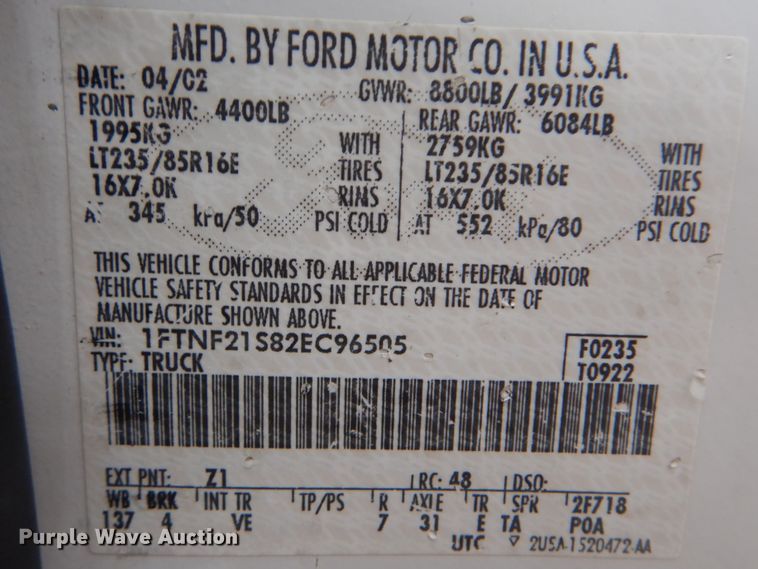 MFD. BY FORD MOTOR CO. IN U.S.A.
DATE: 04/02 GVWR: 8800LB/ 3991KG
FRONT GAWR: 4400LB REAR GAWR: 6084LB
1995KG WITH 2759KG WITH
LT235/85R16E TIRES LT235/85R16E TIRES
16X7.0K RIMS 16X7.0K RIMS
AT 345 kPa/50 PSI COLD AT 552 kPa/80 PSI COLD
THIS VEHICLE CONFORMS TO ALL APPLICABLE FEDERAL MOTOR
VEHICLE SAFETY STANDARDS IN EFFECT ON THE DATE OF
MANUFACTURE SHOWN ABOVE.
VIN: 1FTNF21S82EC96505 F0235
TYPE: TRUCK T0922
EXT PNT: Z1 RC: 48 DSO:
WB BRK INT TR TP/PS R AXLE TR SPR 2F718
137 4 VE 7 31 E TA POA
UTC ▽ 2USA-1520472-AA
Purple Wave Auction